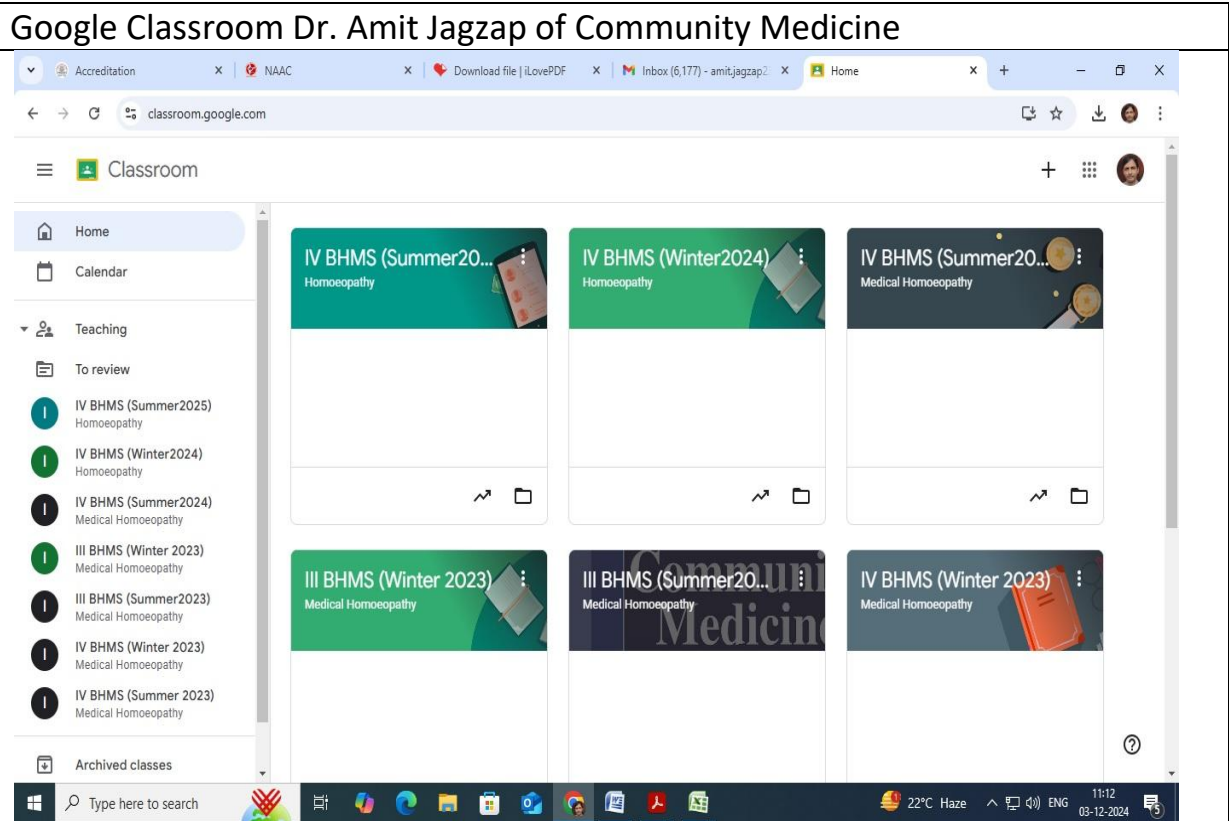 Google Classroom Dr. Amit Jagzap of Community Medicine
Accreditation
NAAC
Download file | iLovePDF
Inbox (6,177) - amit.jagzap2
Home
classroom.google.com
Classroom
Home
Calendar
Teaching
To review
I
IV BHMS (Summer2025)
Homoeopathy
I
IV BHMS (Winter2024)
Homoeopathy
I
IV BHMS (Summer2024)
Medical Homoeopathy
I
III BHMS (Winter 2023)
Medical Homoeopathy
I
III BHMS (Summer2023)
Medical Homoeopathy
I
IV BHMS (Winter 2023)
Medical Homoeopathy
I
IV BHMS (Summer 2023)
Medical Homoeopathy
Archived classes
IV BHMS (Summer20...
Homoeopathy
IV BHMS (Winter2024)
Homoeopathy
IV BHMS (Summer20...
Medical Homoeopathy
III BHMS (Winter 2023)
Medical Homoeopathy
III BHMS (Summer20...
Medical Homoeopathy
Communi
Medicin
IV BHMS (Winter 2023)
Medical Homoeopathy
Type here to search
22°C Haze
ENG
11:12
03-12-2024
5